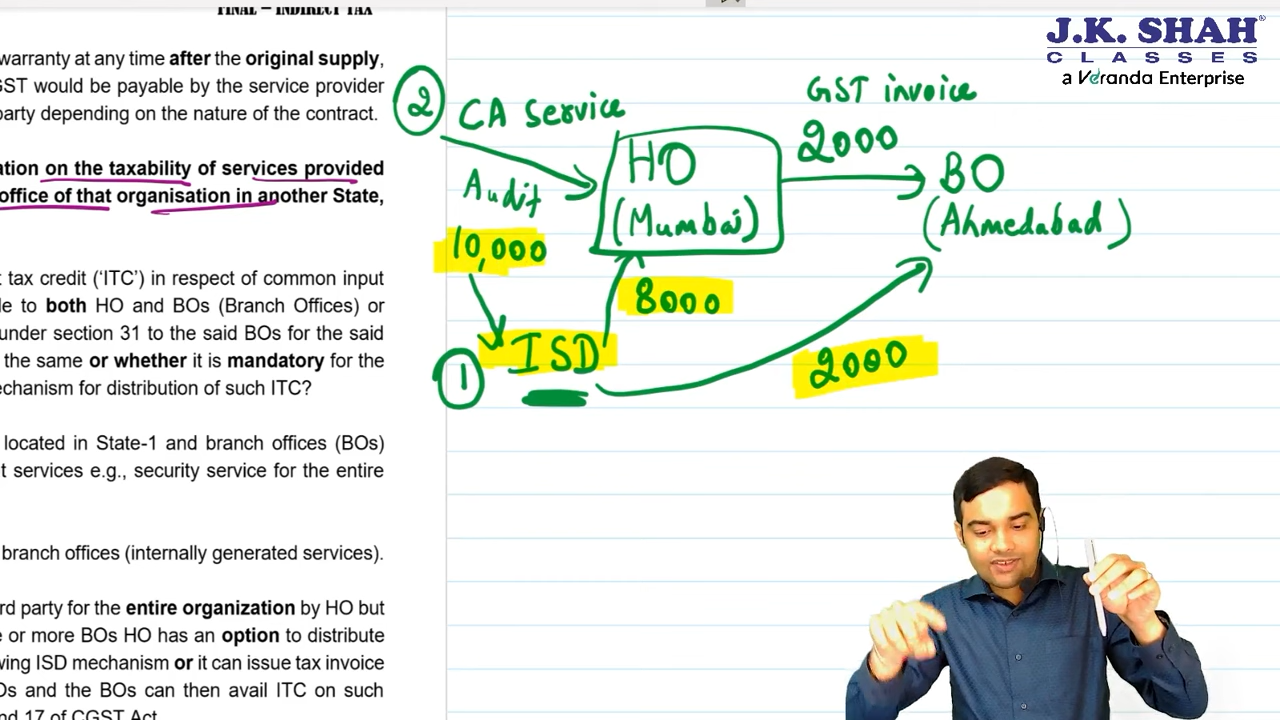 FINAL – INDIRECT TAX
warranty at any time after the original supply,
GST would be payable by the service provider
party depending on the nature of the contract.
ation on the taxability of services provided
office of that organisation in another State,
t tax credit ('ITC') in respect of common input
le to both HO and BOs (Branch Offices) or
under section 31 to the said BOs for the said
the same or whether it is mandatory for the
echanism for distribution of such ITC?
located in State-1 and branch offices (BOs)
t services e.g., security service for the entire
branch offices (internally generated services).
rd party for the entire organization by HO but
e or more BOs HO has an option to distribute
wing ISD mechanism or it can issue tax invoice
Os and the BOs can then avail ITC on such
nd 17 of CGST Act.
J.K. SHAH®
CLASSES
a Veranda Enterprise
② CA Service
Audit
10,000
HO
(Mumbai)
GST invoice
2000
BO
(Ahmedabad)
8000
① ISD
2000